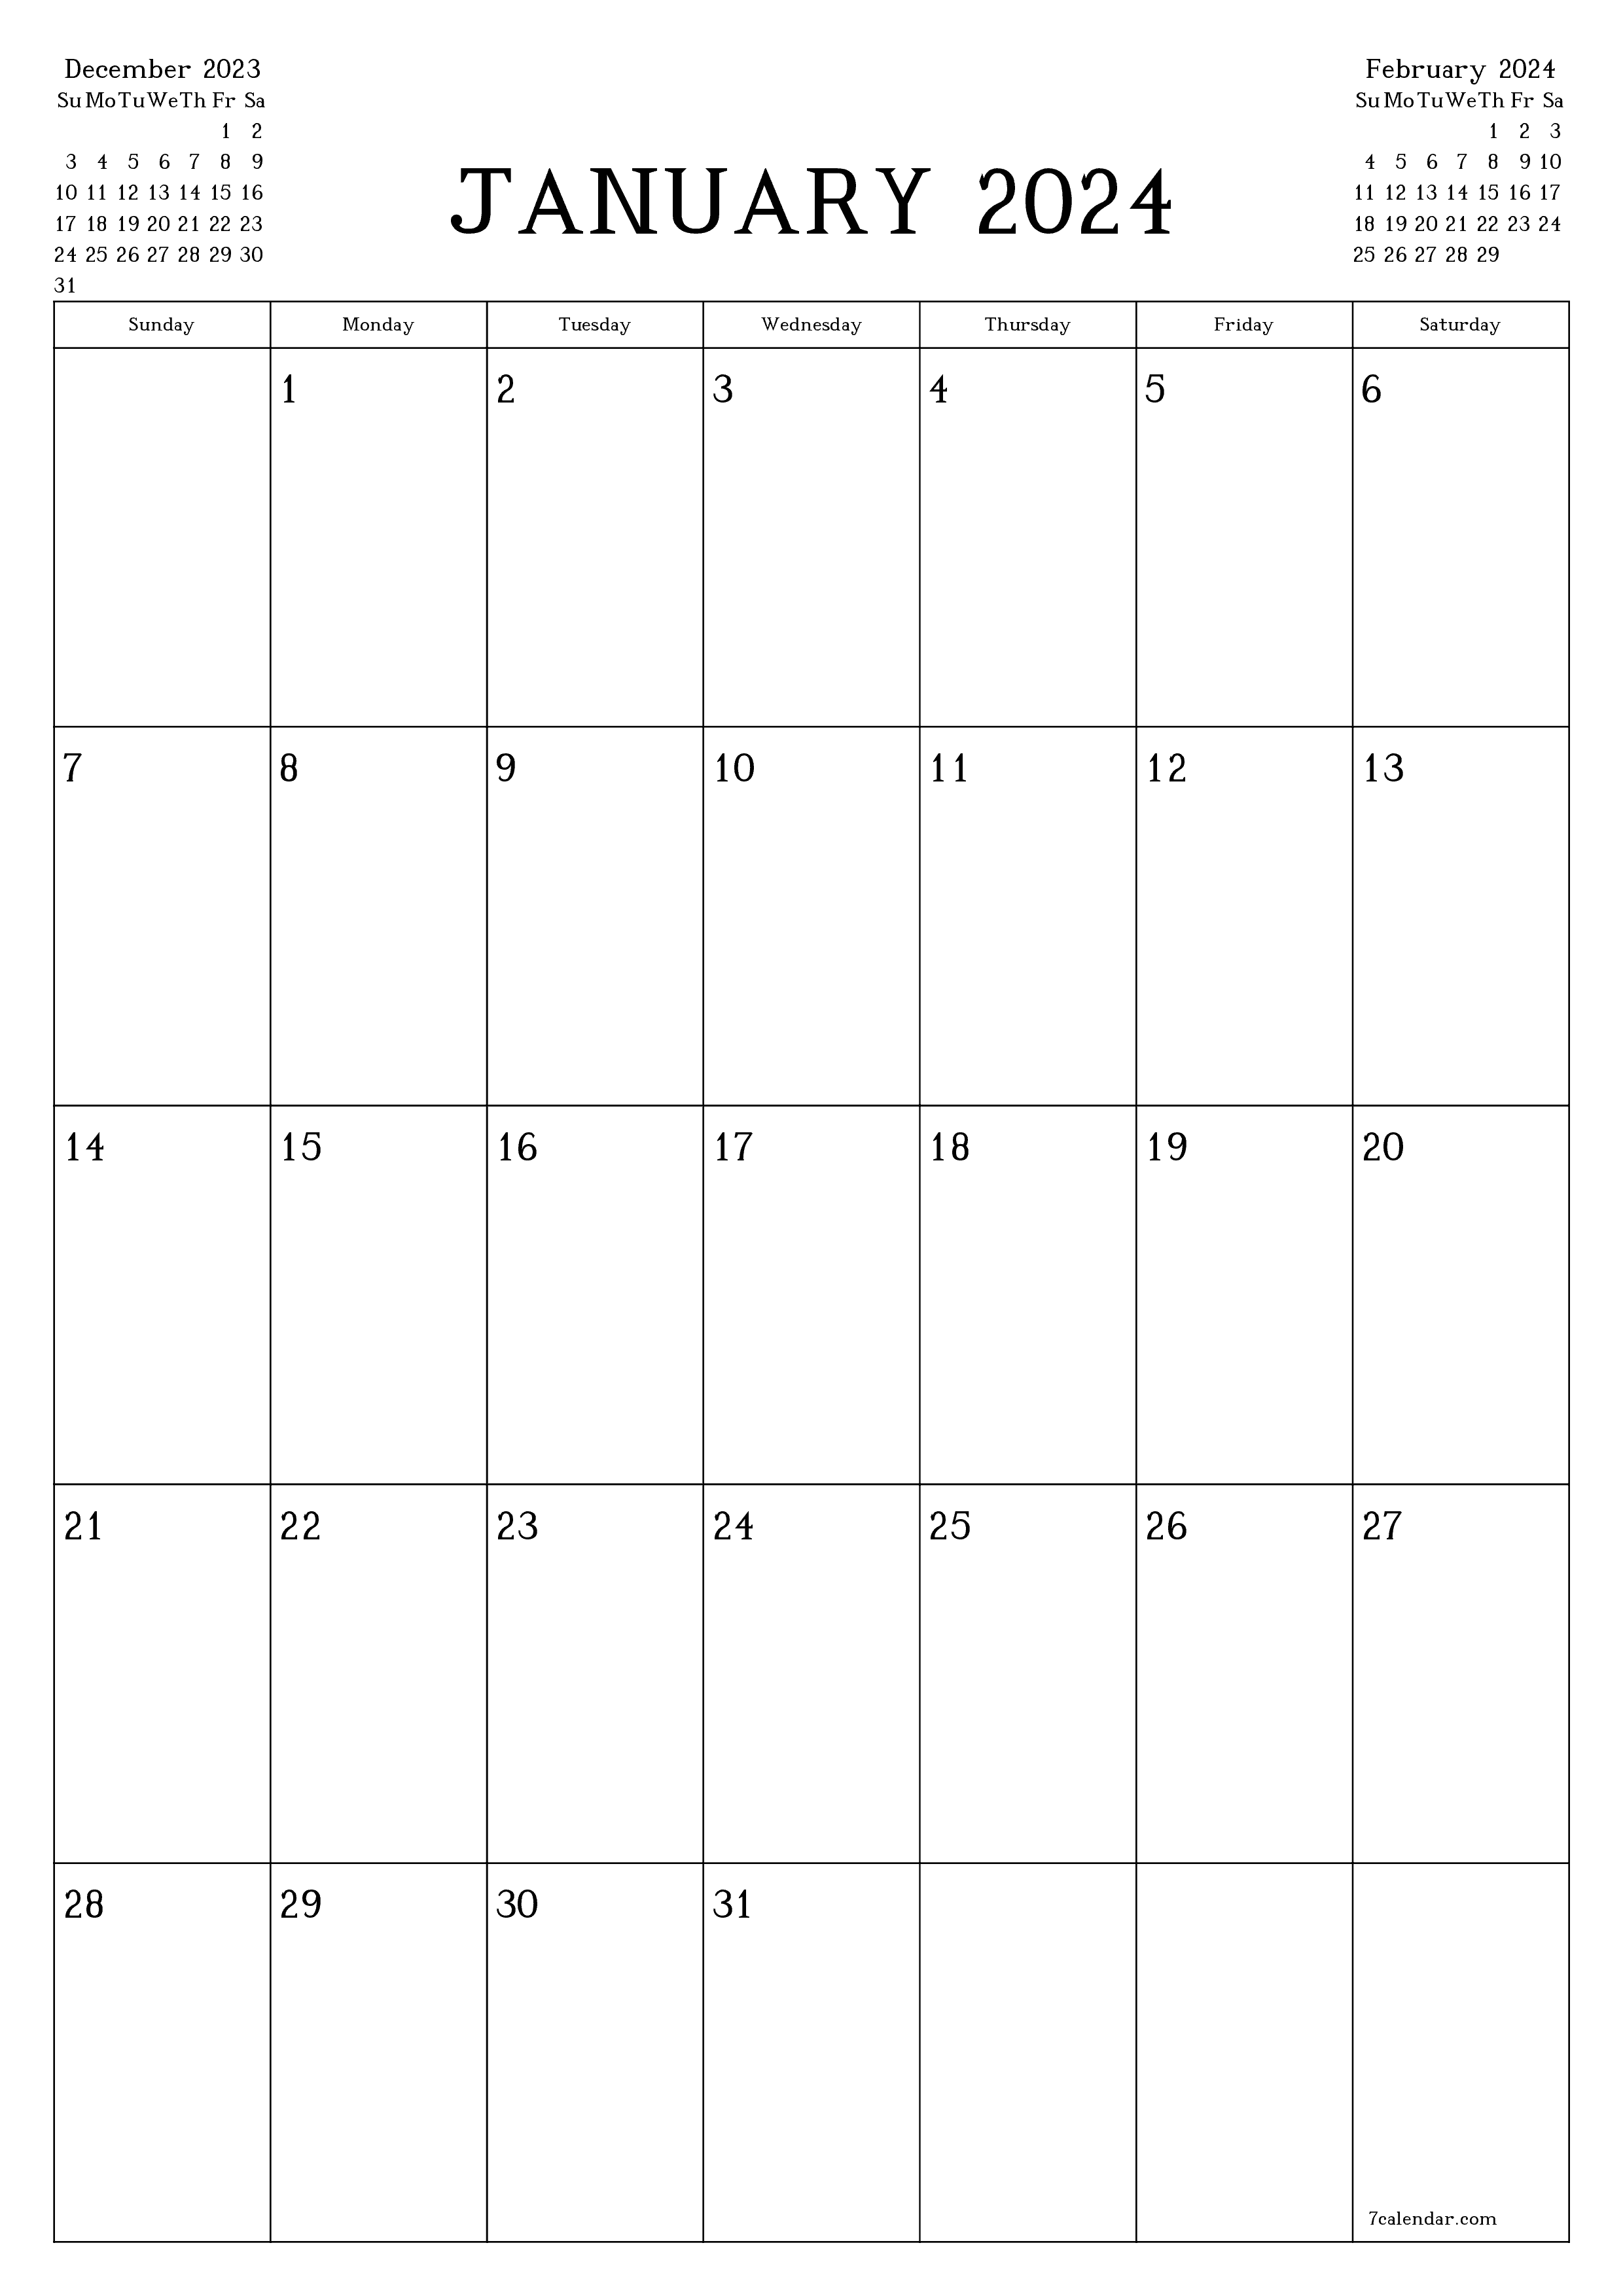 December 2023
Su Mo Tu We Th Fr Sa
1 2
3 4 5 6 7 8 9
10 11 12 13 14 15 16
17 18 19 20 21 22 23
24 25 26 27 28 29 30
31
JANUARY 2024
February 2024
Su Mo Tu We Th Fr Sa
1 2 3
4 5 6 7 8 9 10
11 12 13 14 15 16 17
18 19 20 21 22 23 24
25 26 27 28 29
Sunday Monday Tuesday Wednesday Thursday Friday Saturday
1 2 3 4 5 6
7 8 9 10 11 12 13
14 15 16 17 18 19 20
21 22 23 24 25 26 27
28 29 30 31
7calendar.com